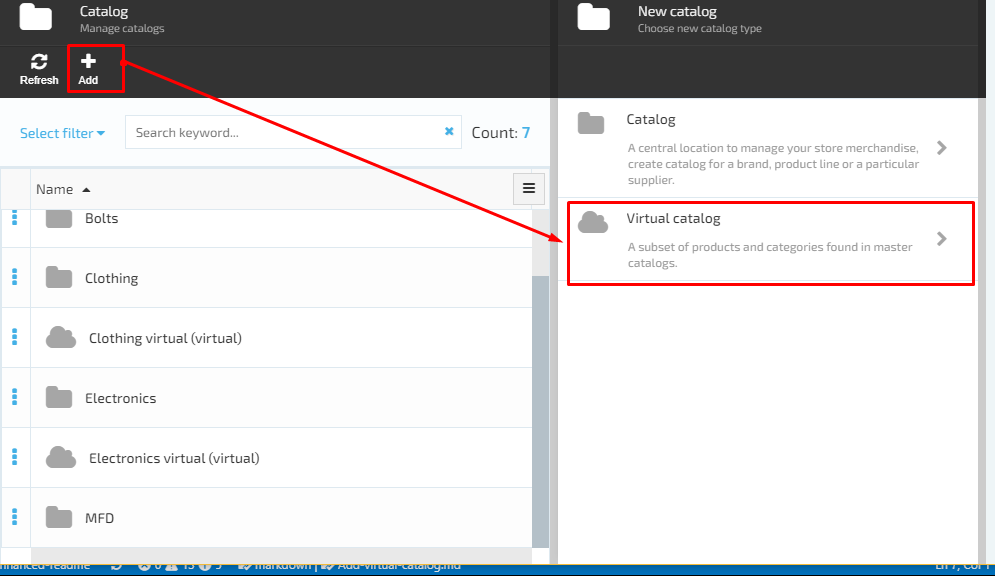 Catalog
Manage catalogs
Refresh
Add
Select filter
Search keyword...
Count: 7
Name
Bolts
Clothing
Clothing virtual (virtual)
Electronics
Electronics virtual (virtual)
MFD
New catalog
Choose new catalog type
Catalog
A central location to manage your store merchandise,
create catalog for a brand, product line or a particular
supplier.
Virtual catalog
A subset of products and categories found in master
catalogs.
markdown | Add-virtual-catalog.md